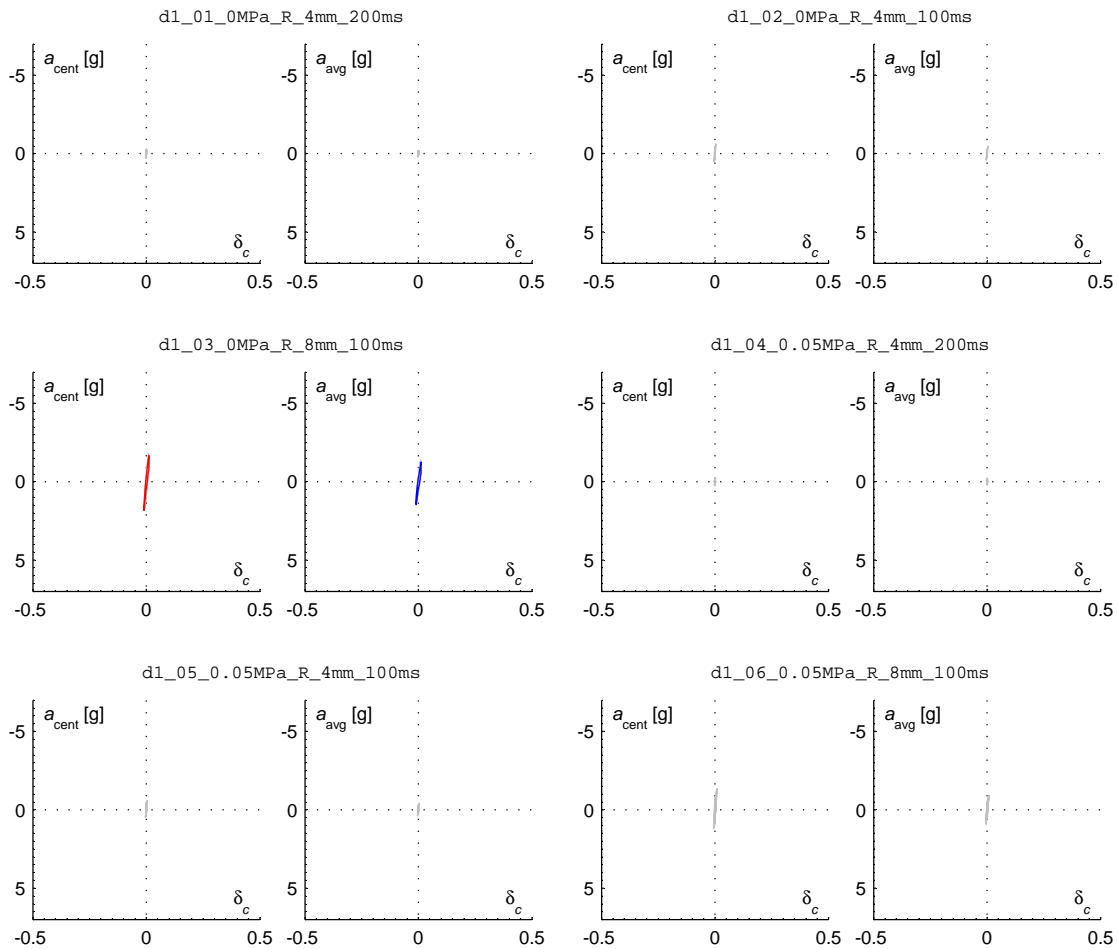 d1_01_0MPa_R_4mm_200ms
d1_02_0MPa_R_4mm_100ms
-5 a_cent [g] a_avg [g] -5 a_cent [g] a_avg [g]
0 0 0 0
5 δ_c 5 δ_c 5 δ_c 5 δ_c
-0.5 0 0.5 -0.5 0 0.5 -0.5 0 0.5 -0.5 0 0.5
d1_03_0MPa_R_8mm_100ms
d1_04_0.05MPa_R_4mm_200ms
-5 a_cent [g] -5 a_avg [g] -5 a_cent [g] -5 a_avg [g]
0 0 0 0
5 δ_c 5 δ_c 5 δ_c 5 δ_c
-0.5 0 0.5 -0.5 0 0.5 -0.5 0 0.5 -0.5 0 0.5
d1_05_0.05MPa_R_4mm_100ms
d1_06_0.05MPa_R_8mm_100ms
-5 a_cent [g] -5 a_avg [g] -5 a_cent [g] -5 a_avg [g]
0 0 0 0
5 δ_c 5 δ_c 5 δ_c 5 δ_c
-0.5 0 0.5 -0.5 0 0.5 -0.5 0 0.5 -0.5 0 0.5